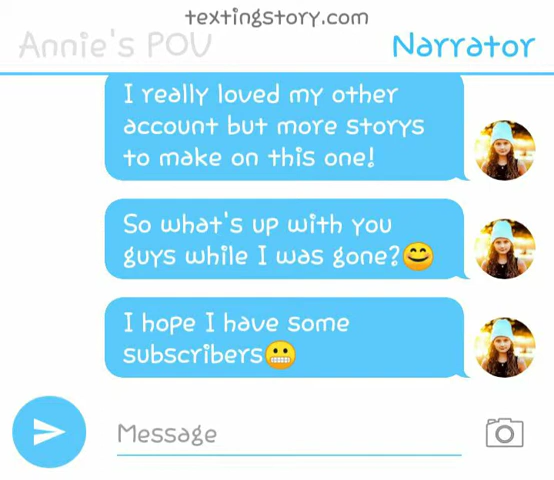 textingstory.com
Annie's POV
Narrator
I really loved my other
account but more storys
to make on this one!
So what's up with you
guys while I was gone?😊
I hope I have some
subscribers😬
Message